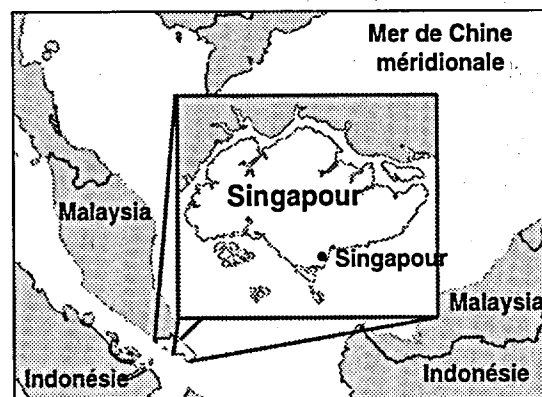 Mer de Chine
méridionale
Singapour
Malaysia
Singapour
Malaysia
Indonésie
Indonésie